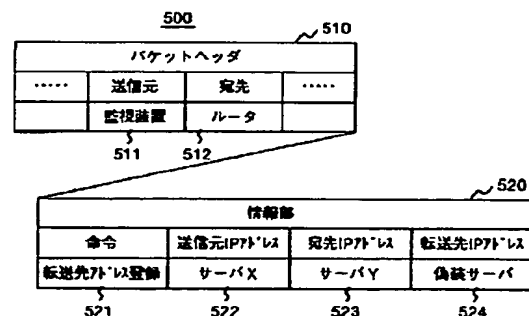 500
510
パケットヘッダ
‥‥‥ 送信元 宛先 ‥‥‥
監視装置 ルータ
511 512
520
情報部
命令 送信元IPアドレス 宛先IPアドレス 転送先IPアドレス
転送先アドレス登録 サーバX サーバY 偽装サーバ
521 522 523 524